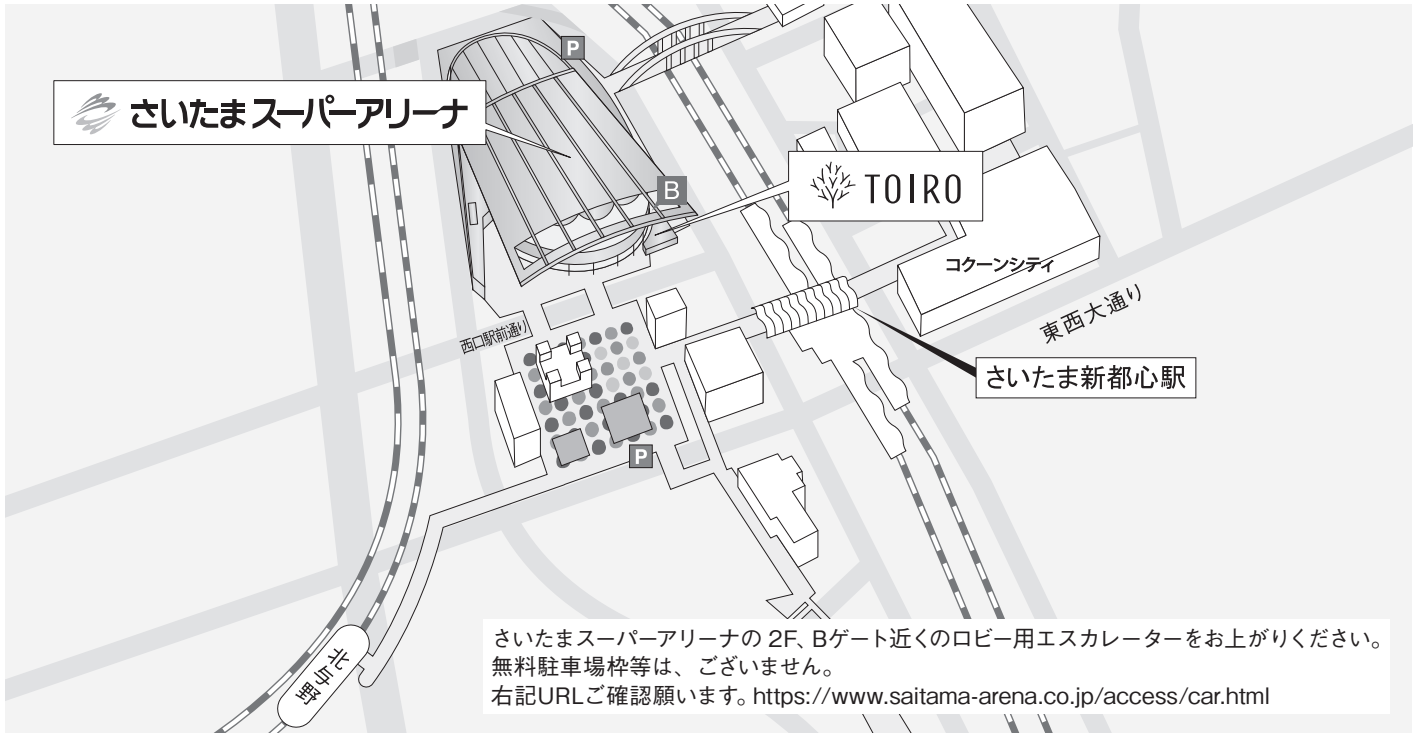 P
さいたまスーパーアリーナ
B
TOIRO
コクーンシティ
東西大通り
西口駅前通り
さいたま新都心駅
P
北与野
さいたまスーパーアリーナの 2F、Bゲート近くのロビー用エスカレーターをお上がりください。
無料駐車場枠等は、ございません。
右記URLご確認願います。https://www.saitama-arena.co.jp/access/car.html